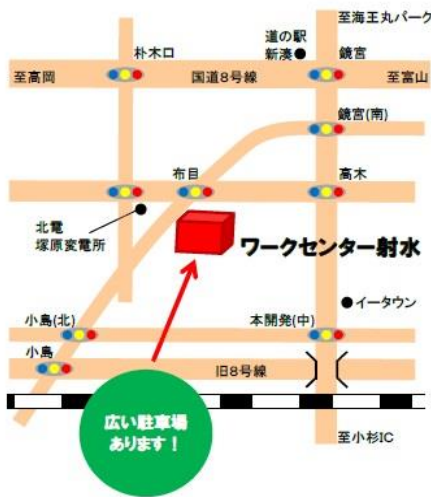 至海王丸パーク
道の駅
新湊
鏡宮
朴木口
至高岡
国道8号線
至富山
鏡宮(南)
布目
高木
北電
塚原変電所
ワークセンター射水
イータウン
小島(北)
本開発(中)
小島
旧8号線
広い駐車場
あります！
至小杉IC